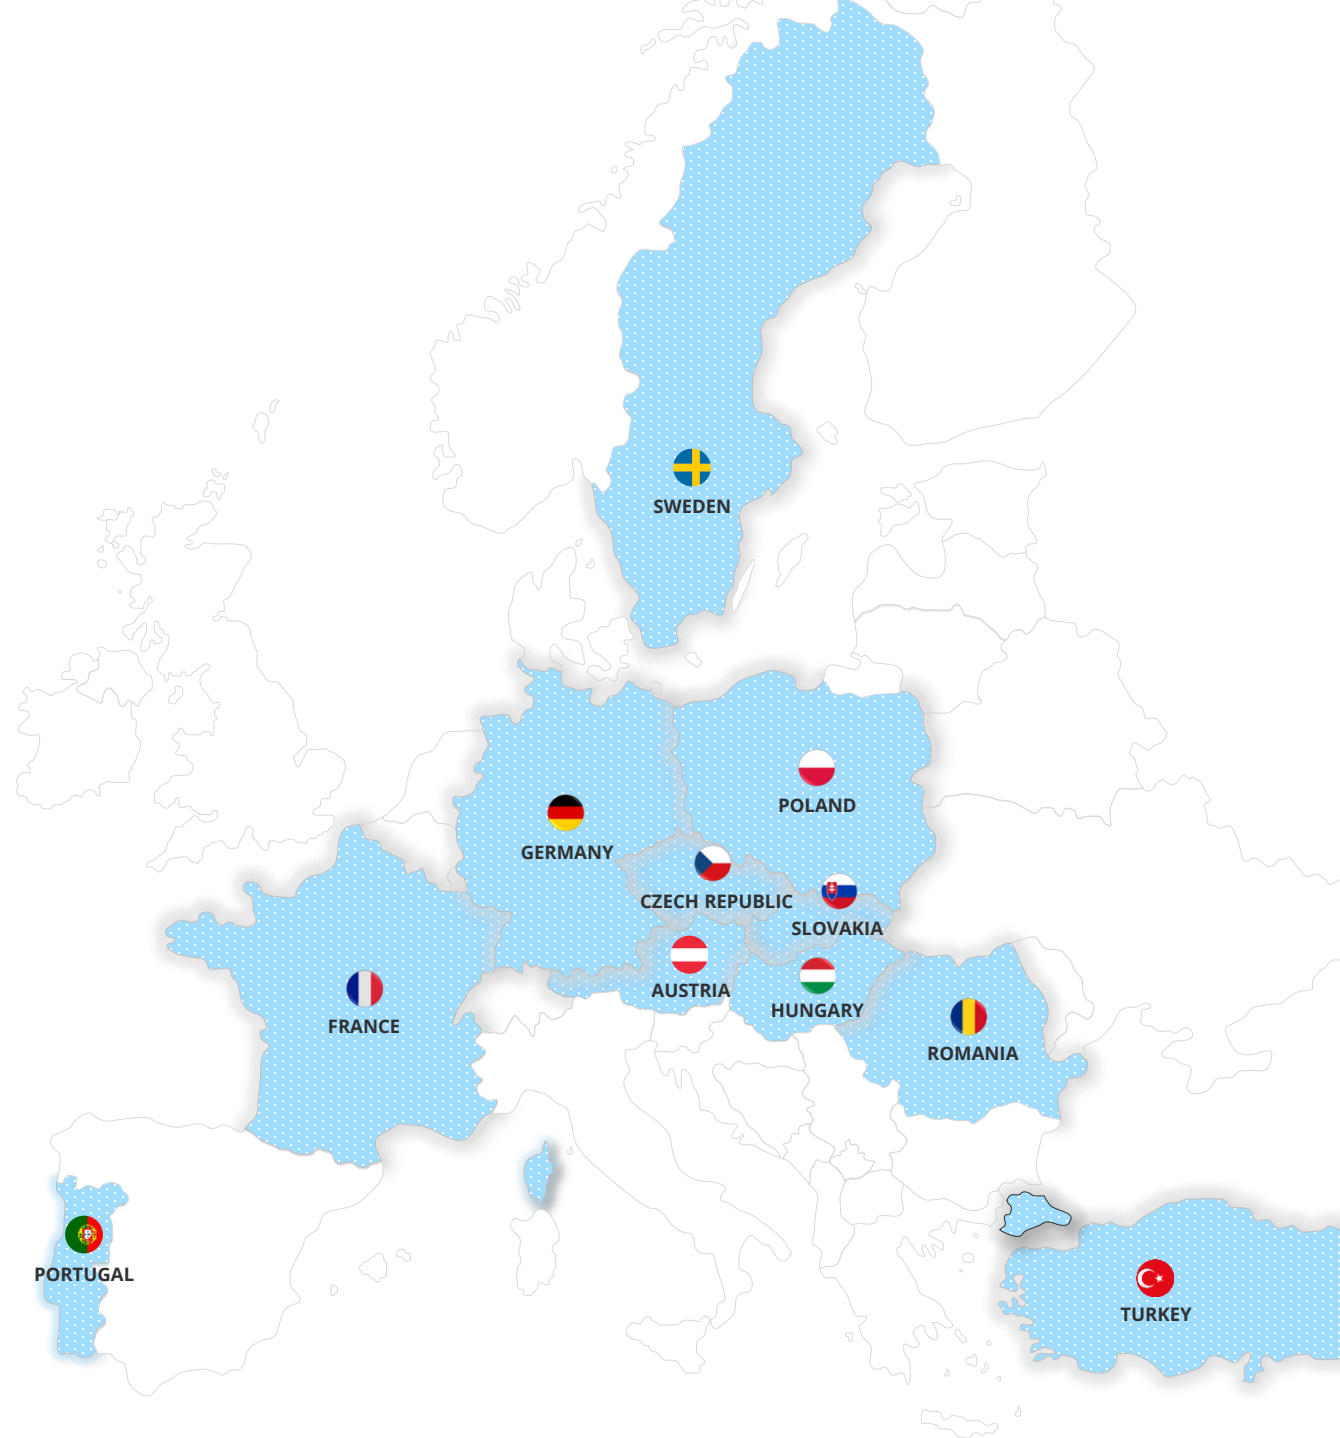 SWEDEN
POLAND
GERMANY
CZECH REPUBLIC
SLOVAKIA
AUSTRIA
HUNGARY
FRANCE
ROMANIA
PORTUGAL
TURKEY